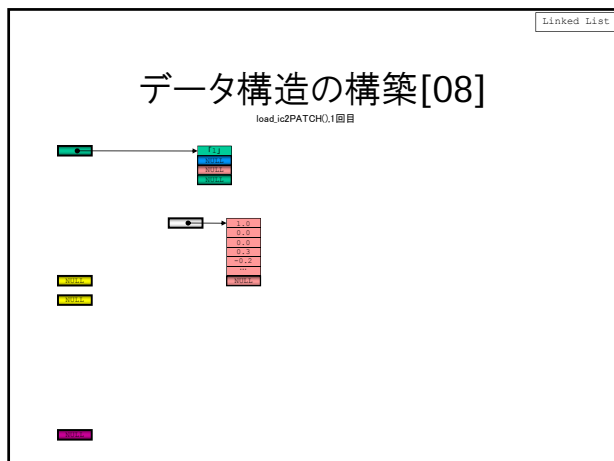 Linked List
データ構造の構築[08]
load_ic2PATCH(),1回目
「i」
NULL
NULL
NULL
1.0
0.0
0.0
0.3
-0.2
…
NULL
NULL
NULL
NULL